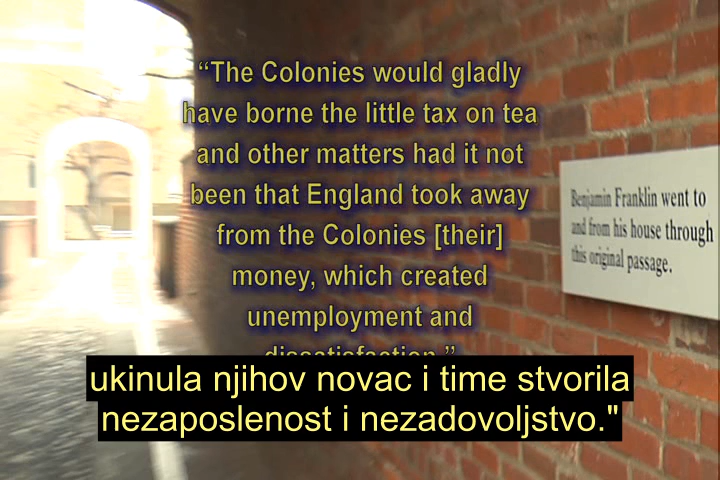 “The Colonies would gladly
have borne the little tax on tea
and other matters had it not
been that England took away
from the Colonies [their]
money, which created
unemployment and
dissatisfaction.”
Benjamin Franklin went to
and from his house through
this original passage.
ukinula njihov novac i time stvorila
nezaposlenost i nezadovoljstvo."